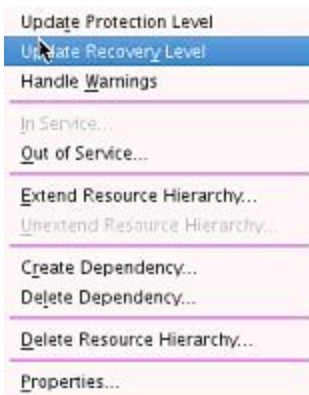 Update Protection Level
Update Recovery Level
Handle Warnings
In Service...
Out of Service...
Extend Resource Hierarchy...
Unextend Resource Hierarchy...
Create Dependency...
Delete Dependency...
Delete Resource Hierarchy...
Properties...